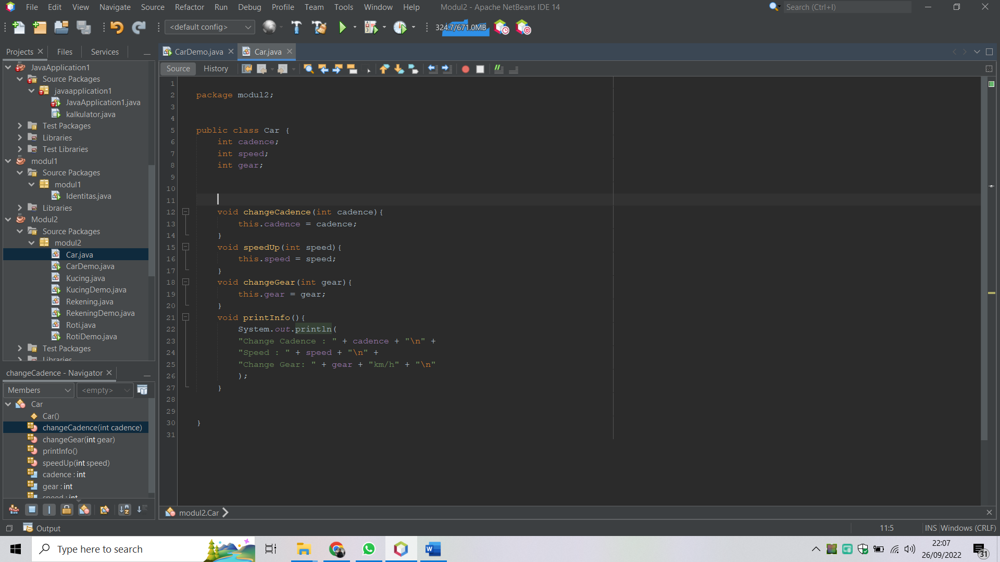 File Edit View Navigate Source Refactor Run Debug Profile Team Tools Window Help Modul2 - Apache NetBeans IDE 14 Search (Ctrl+I)
<default config> 324.7/671.0MB
Projects Files Services
CarDemo.java Car.java
Source History
JavaApplication1
Source Packages
javaapplication1
JavaApplication1.java
kalkulator.java
Test Packages
Libraries
Test Libraries
modul1
Source Packages
modul1
Identitas.java
Libraries
Modul2
Source Packages
modul2
Car.java
CarDemo.java
Kucing.java
KucingDemo.java
Rekening.java
RekeningDemo.java
Roti.java
RotiDemo.java
Test Packages
Libraries
changeCadence - Navigator
Members <empty>
Car
Car()
changeCadence(int cadence)
changeGear(int gear)
printInfo()
speedUp(int speed)
cadence : int
gear : int
speed : int
1
2 package modul2;
3
4
5 public class Car {
6 int cadence;
7 int speed;
8 int gear;
9
10
11
12 void changeCadence(int cadence){
13 this.cadence = cadence;
14 }
15 void speedUp(int speed){
16 this.speed = speed;
17 }
18 void changeGear(int gear){
19 this.gear = gear;
20 }
21 void printInfo(){
22 System.out.println(
23 "Change Cadence : " + cadence + "\n" +
24 "Speed : " + speed + "\n" +
25 "Change Gear: " + gear + "km/h" + "\n"
26 );
27 }
28
29
30 }
31
modul2.Car
Output 11:5 INS Windows (CRLF)
Type here to search
22:07
26/09/2022
31